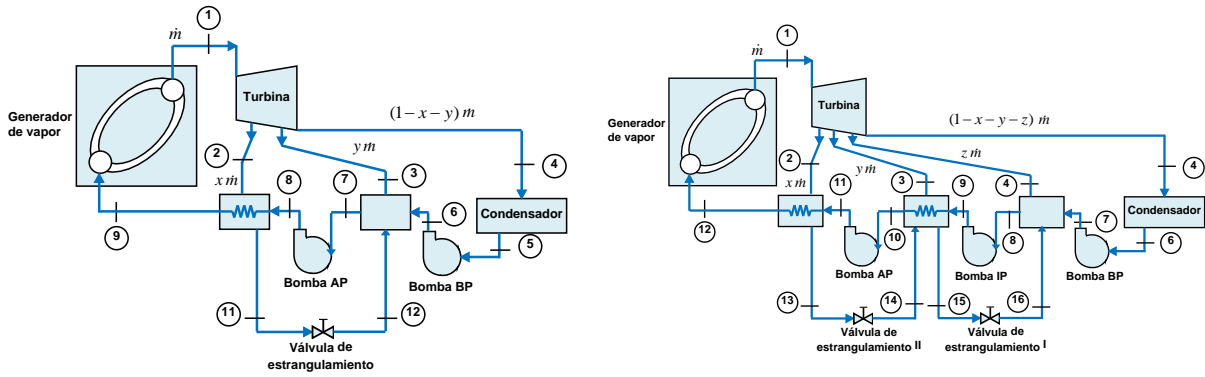 1
ṁ
Turbina
Generador
de vapor
(1 − x − y) ṁ
2
x ṁ
y ṁ
3
4
8
7
6
Condensador
9
5
Bomba AP
Bomba BP
11
12
Válvula de
estrangulamiento
1
ṁ
Turbina
Generador
de vapor
(1 − x − y − z) ṁ
2
x ṁ
y ṁ
z ṁ
3
4
4
11
9
7
Condensador
12
10
8
6
Bomba AP
Bomba IP
Bomba BP
13
14
15
16
Válvula de
estrangulamiento II
Válvula de
estrangulamiento I